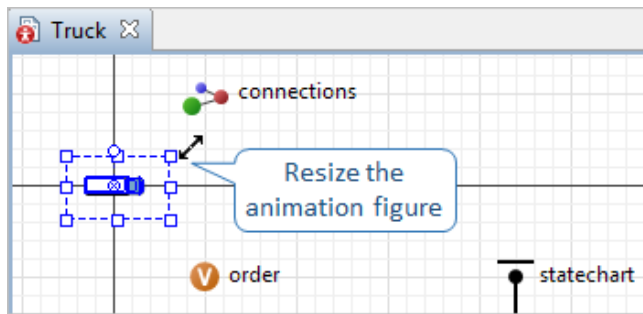 Truck
connections
Resize the
animation figure
V order
statechart